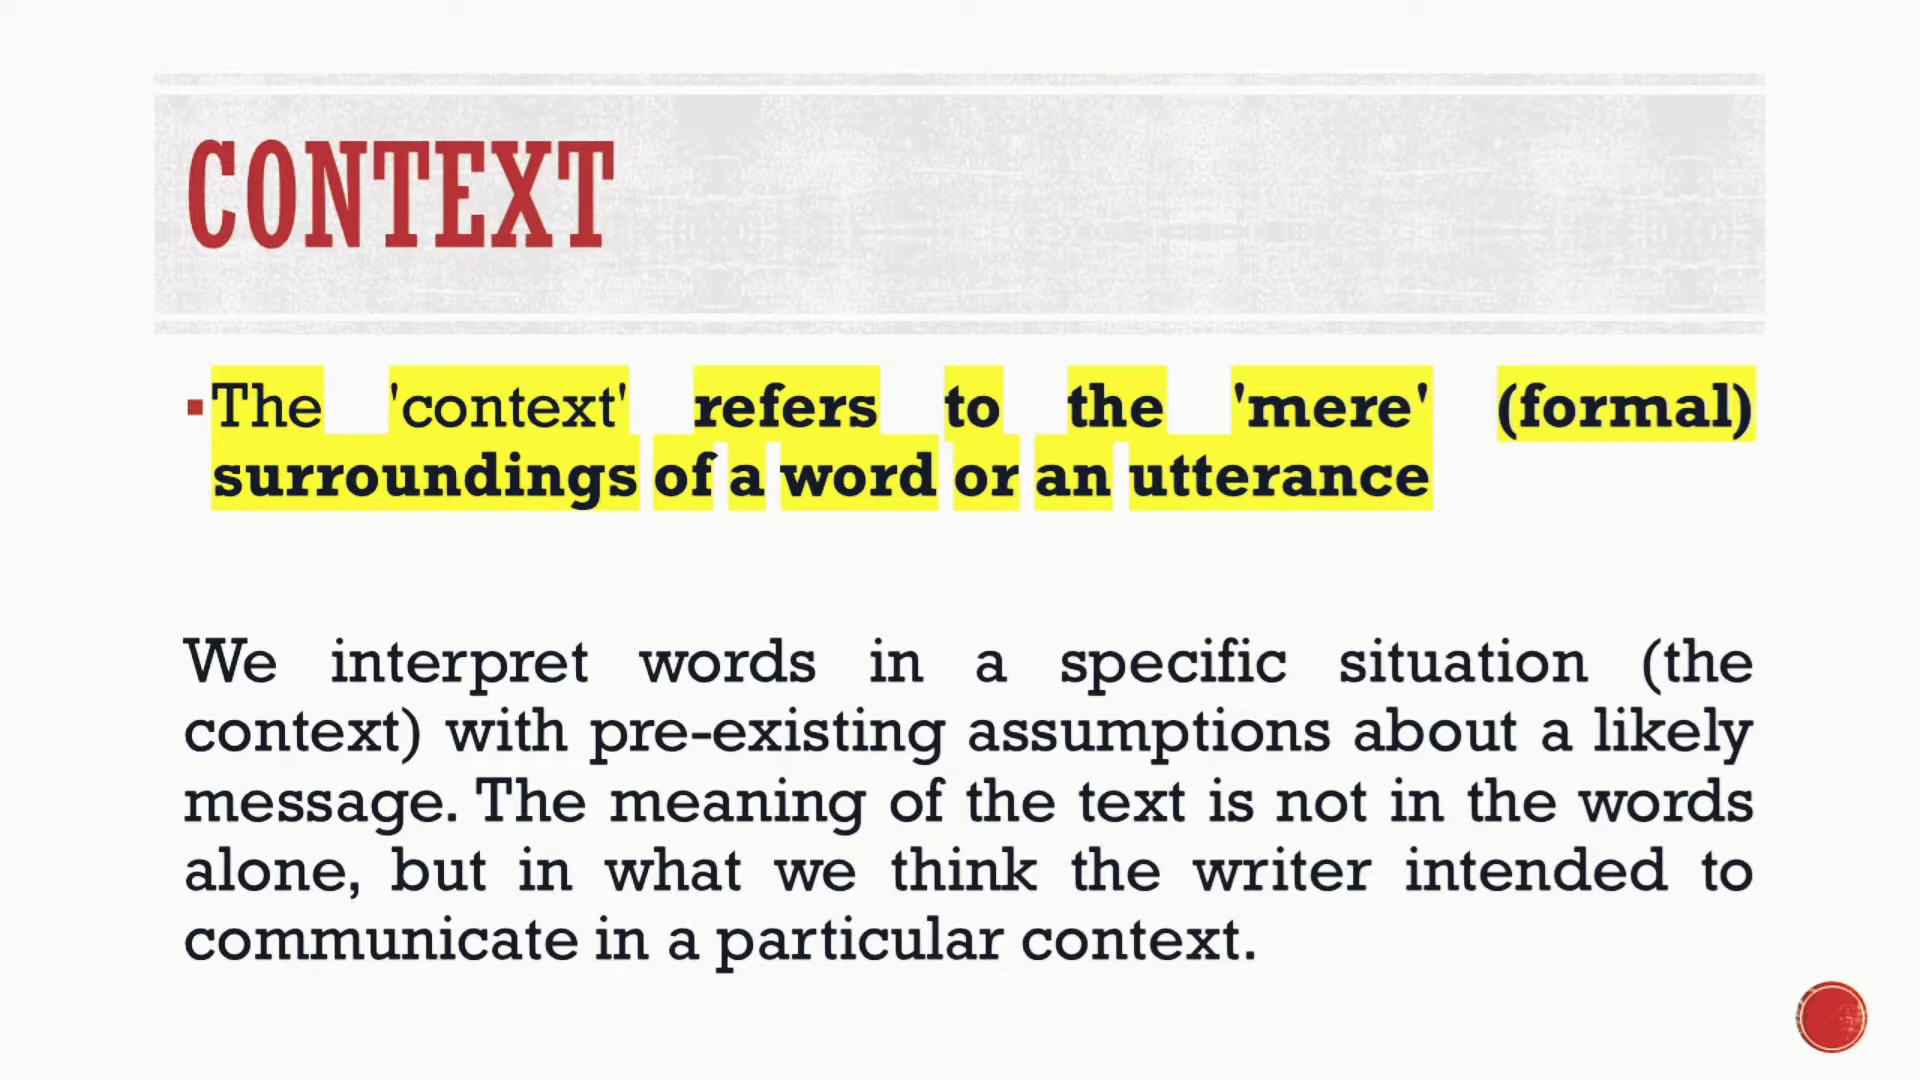 CONTEXT
▪The 'context' refers to the 'mere' (formal)
surroundings of a word or an utterance
We interpret words in a specific situation (the
context) with pre-existing assumptions about a likely
message. The meaning of the text is not in the words
alone, but in what we think the writer intended to
communicate in a particular context.